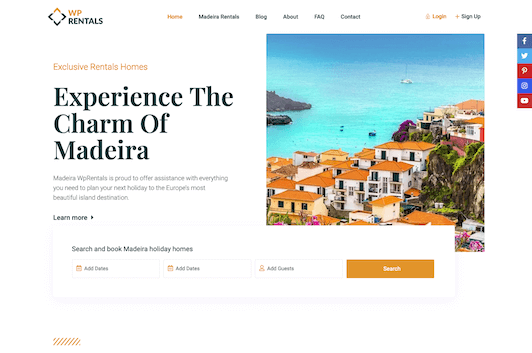 WP
RENTALS
Home
Madeira Rentals
Blog
About
FAQ
Contact
Login
Sign Up
Exclusive Rentals Homes
Experience The
Charm Of
Madeira
Madeira WpRentals is proud to offer assistance with everything
you need to plan your next holiday to the Europe's most
beautiful island destination.
Learn more
Search and book Madeira holiday homes
Add Dates
Add Dates
Add Guests
Search